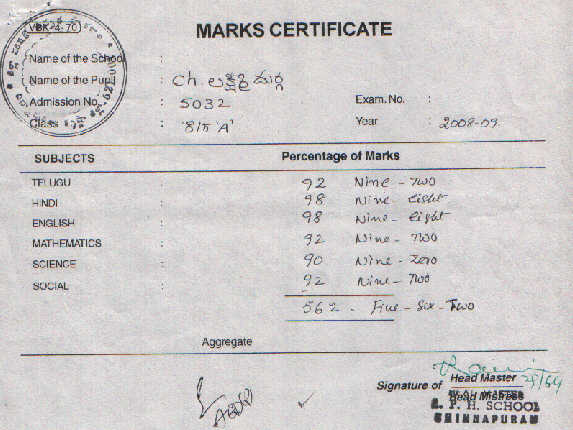 MARKS CERTIFICATE
VBK-4-70
Name of the School :
Name of the Pupil : Ch.
Admission No. : 5032 Exam. No. :
Class : 'A' Year 2008-09
SUBJECTS Percentage of Marks
TELUGU 92 Nine - Two
HINDI : 98 Nine - Eight
ENGLISH : 98 Nine - Eight
MATHEMATICS : 92 Nine - Two
SCIENCE : 90 Nine - Zero
SOCIAL : 92 Nine - Two
562 - Five - Six - Two
Aggregate
Signature of Head Master
Head Mistress
H. SCHOOL